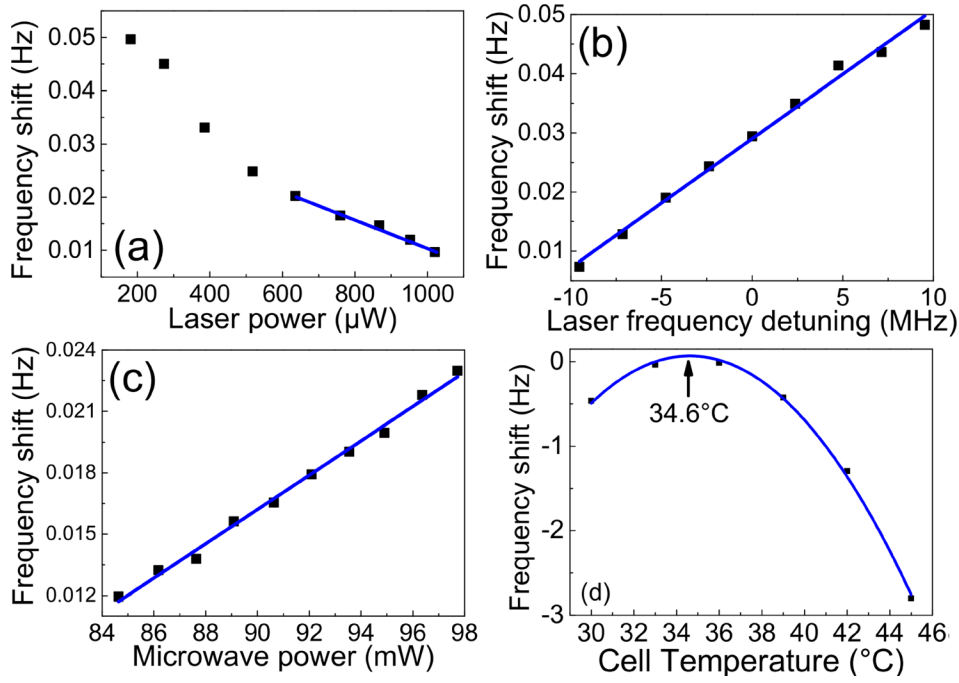 0.05
0.04
0.03
0.02
0.01
Frequency shift (Hz)
(a)
200 400 600 800 1000
Laser power (µW)
0.05
0.04
0.03
0.02
0.01
Frequency shift (Hz)
(b)
-10 -5 0 5 10
Laser frequency detuning (MHz)
0.024
0.021
0.018
0.015
0.012
Frequency shift (Hz)
(c)
84 86 88 90 92 94 96 98
Microwave power (mW)
0
-1
-2
-3
Frequency shift (Hz)
34.6°C
(d)
30 32 34 36 38 40 42 44 46
Cell Temperature (°C)